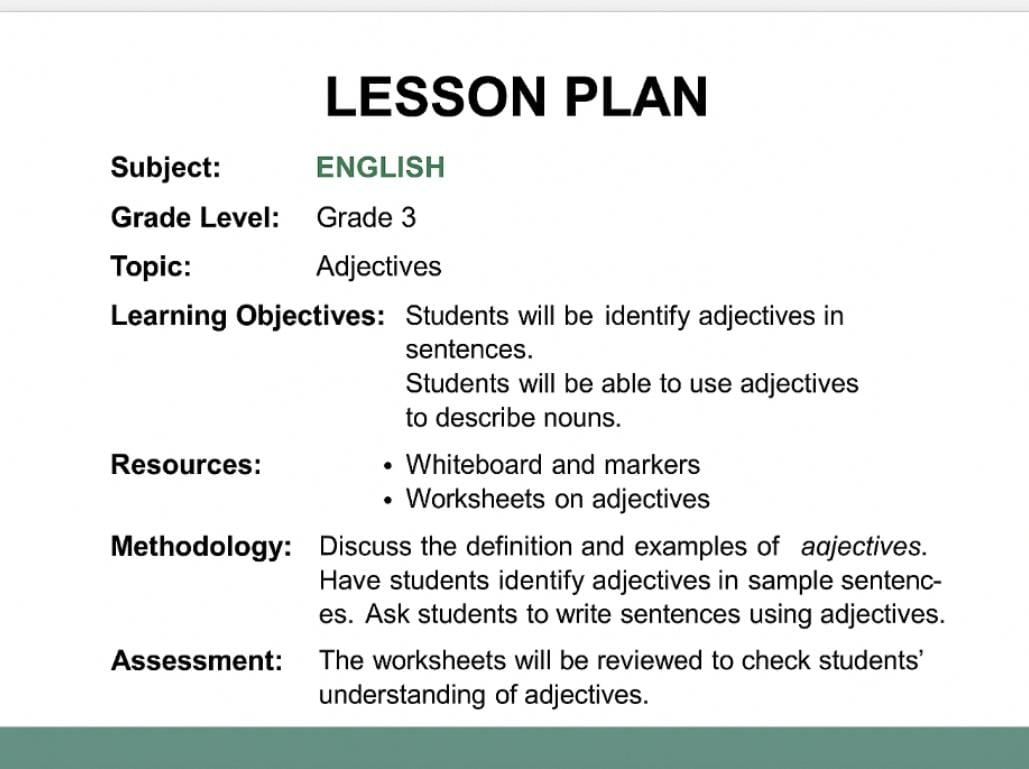 LESSON PLAN
Subject: ENGLISH
Grade Level: Grade 3
Topic: Adjectives
Learning Objectives: Students will be identify adjectives in
sentences.
Students will be able to use adjectives
to describe nouns.
Resources: • Whiteboard and markers
• Worksheets on adjectives
Methodology: Discuss the definition and examples of aajectives.
Have students identify adjectives in sample sentenc-
es. Ask students to write sentences using adjectives.
Assessment: The worksheets will be reviewed to check students’
understanding of adjectives.